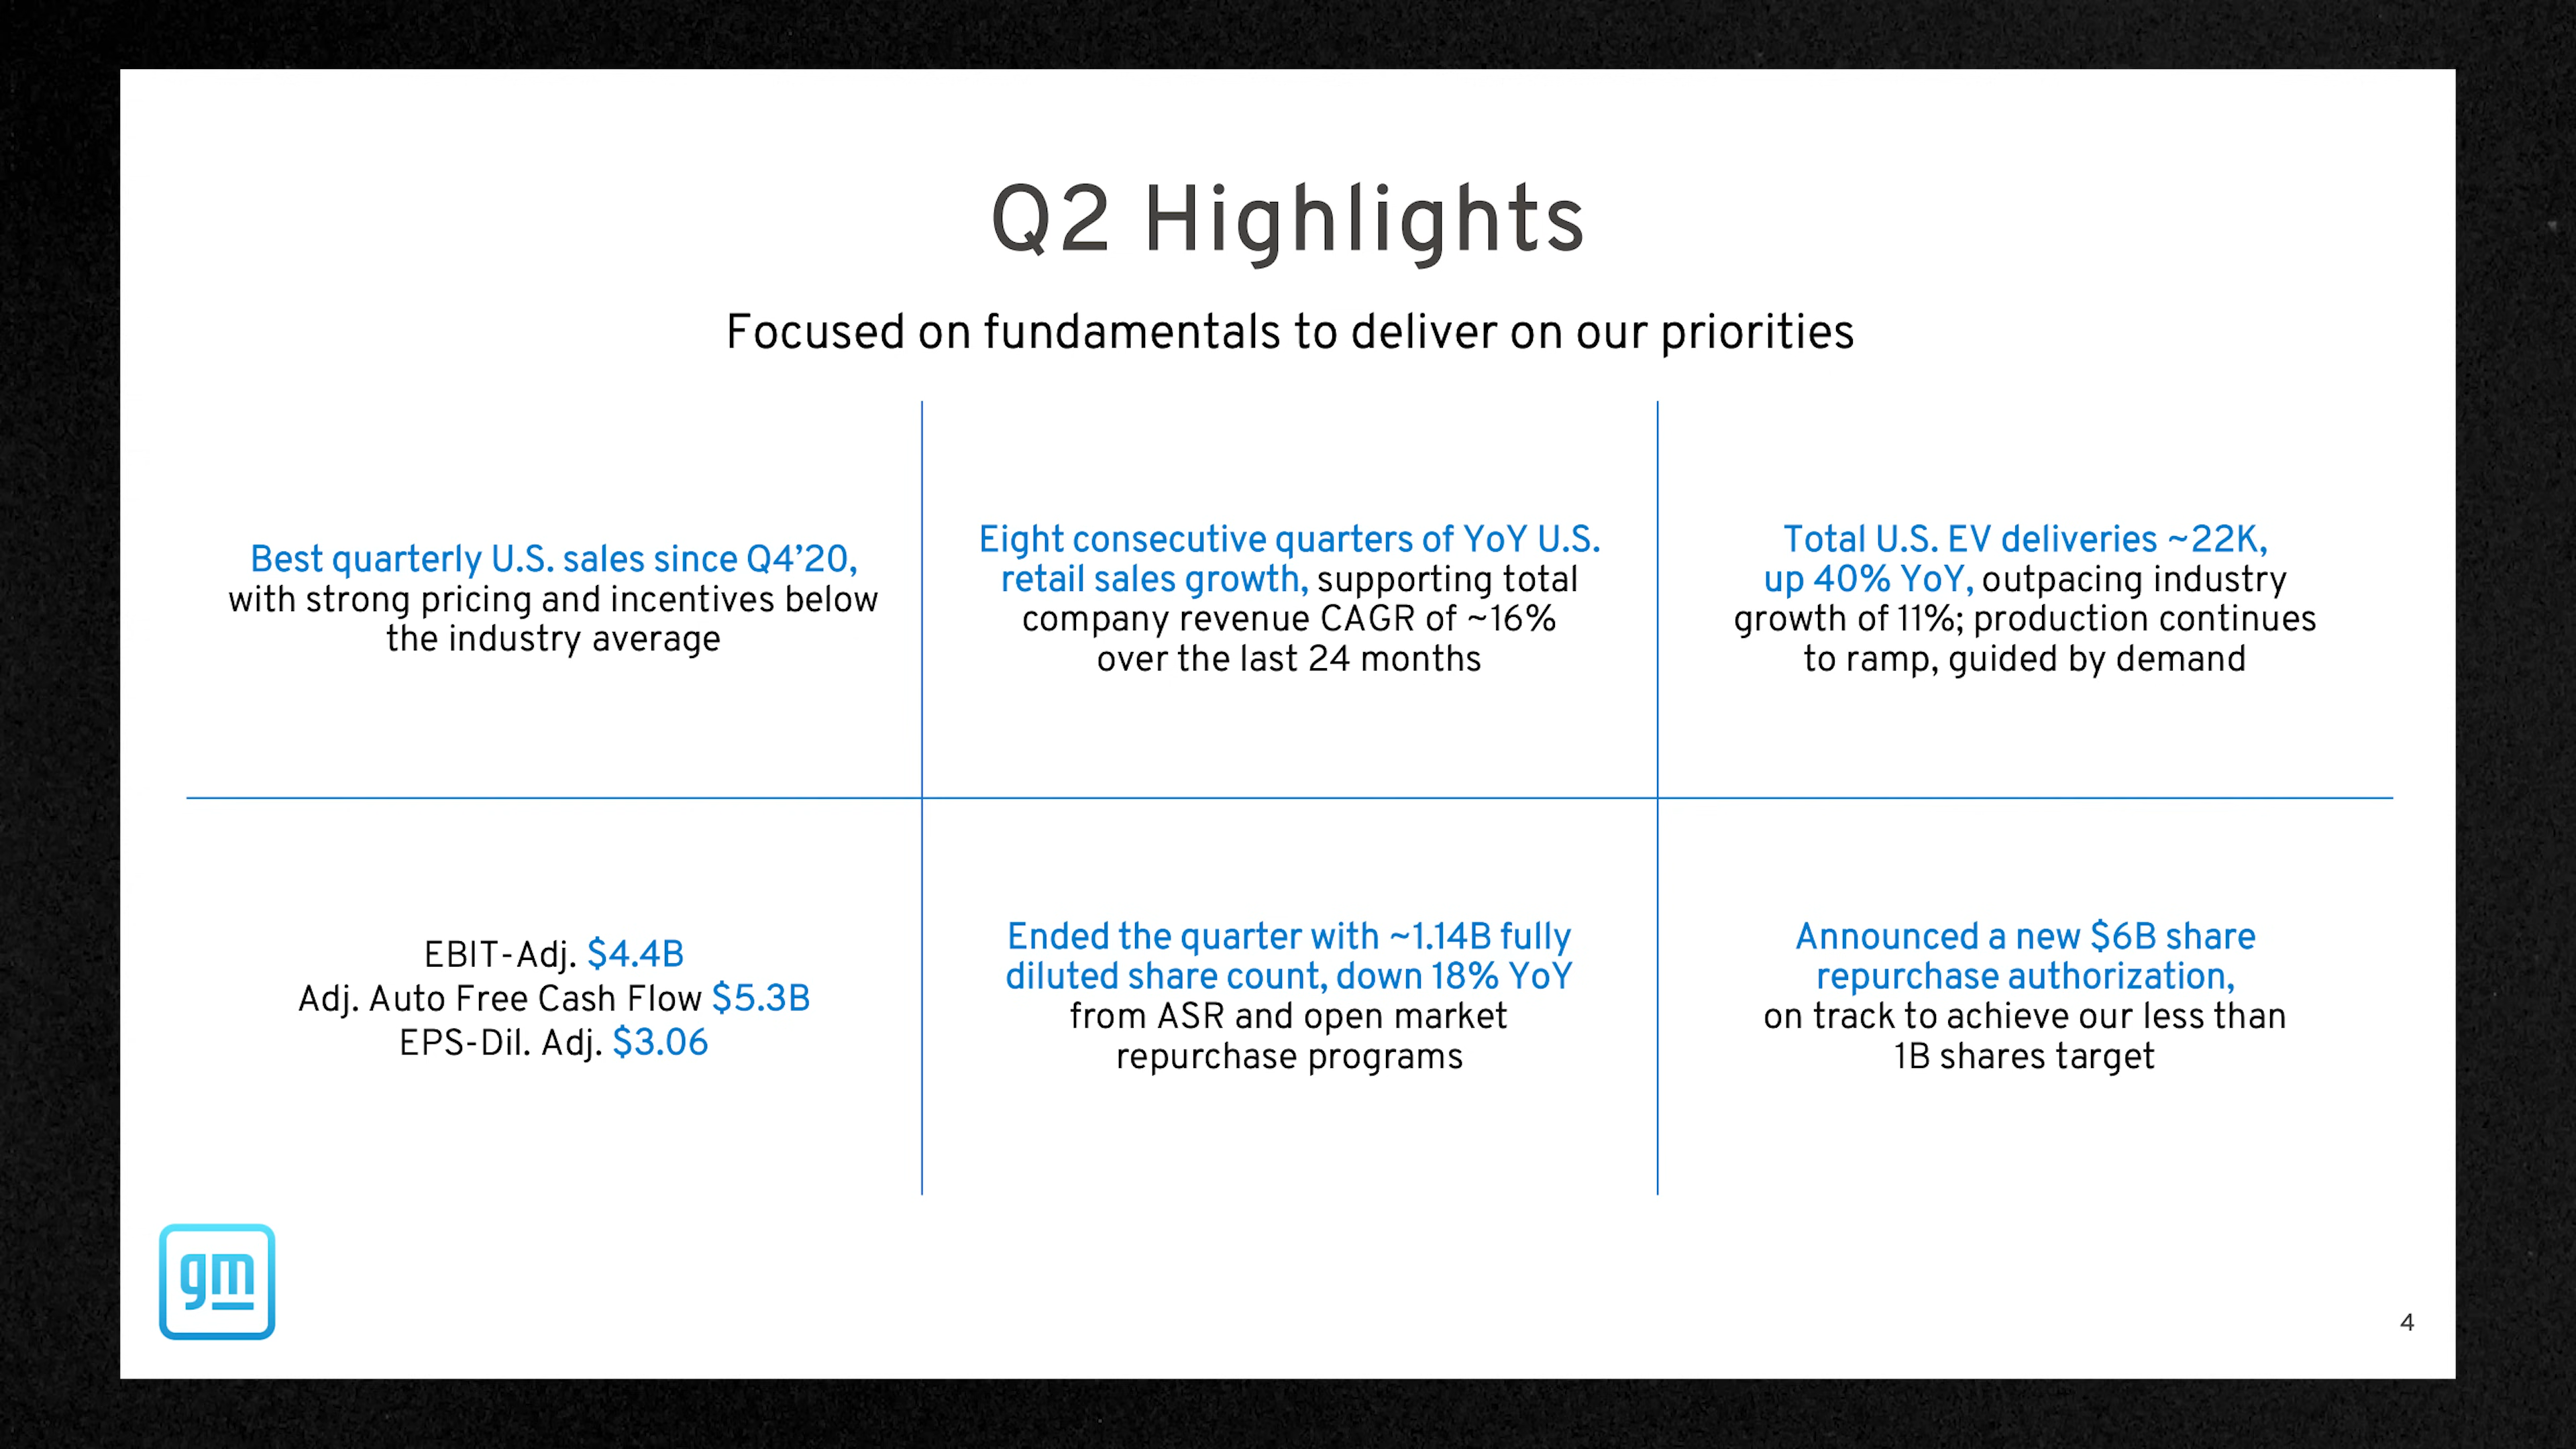 Q2 Highlights
Focused on fundamentals to deliver on our priorities
Best quarterly U.S. sales since Q4’20,
with strong pricing and incentives below
the industry average
Eight consecutive quarters of YoY U.S.
retail sales growth, supporting total
company revenue CAGR of ~16%
over the last 24 months
Total U.S. EV deliveries ~22K,
up 40% YoY, outpacing industry
growth of 11%; production continues
to ramp, guided by demand
EBIT-Adj. $4.4B
Adj. Auto Free Cash Flow $5.3B
EPS-Dil. Adj. $3.06
Ended the quarter with ~1.14B fully
diluted share count, down 18% YoY
from ASR and open market
repurchase programs
Announced a new $6B share
repurchase authorization,
on track to achieve our less than
1B shares target
gm
4